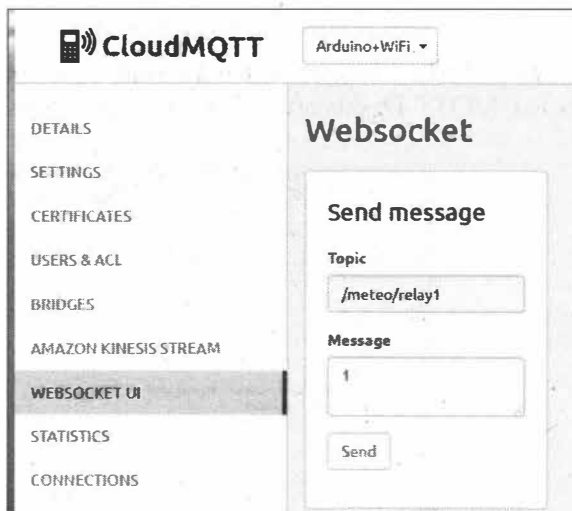 CloudMQTT
Arduino+WiFi
DETAILS
SETTINGS
CERTIFICATES
USERS & ACL
BRIDGES
AMAZON KINESIS STREAM
WEBSOCKET UI
STATISTICS
CONNECTIONS
Websocket
Send message
Topic
/meteo/relay1
Message
1
Send